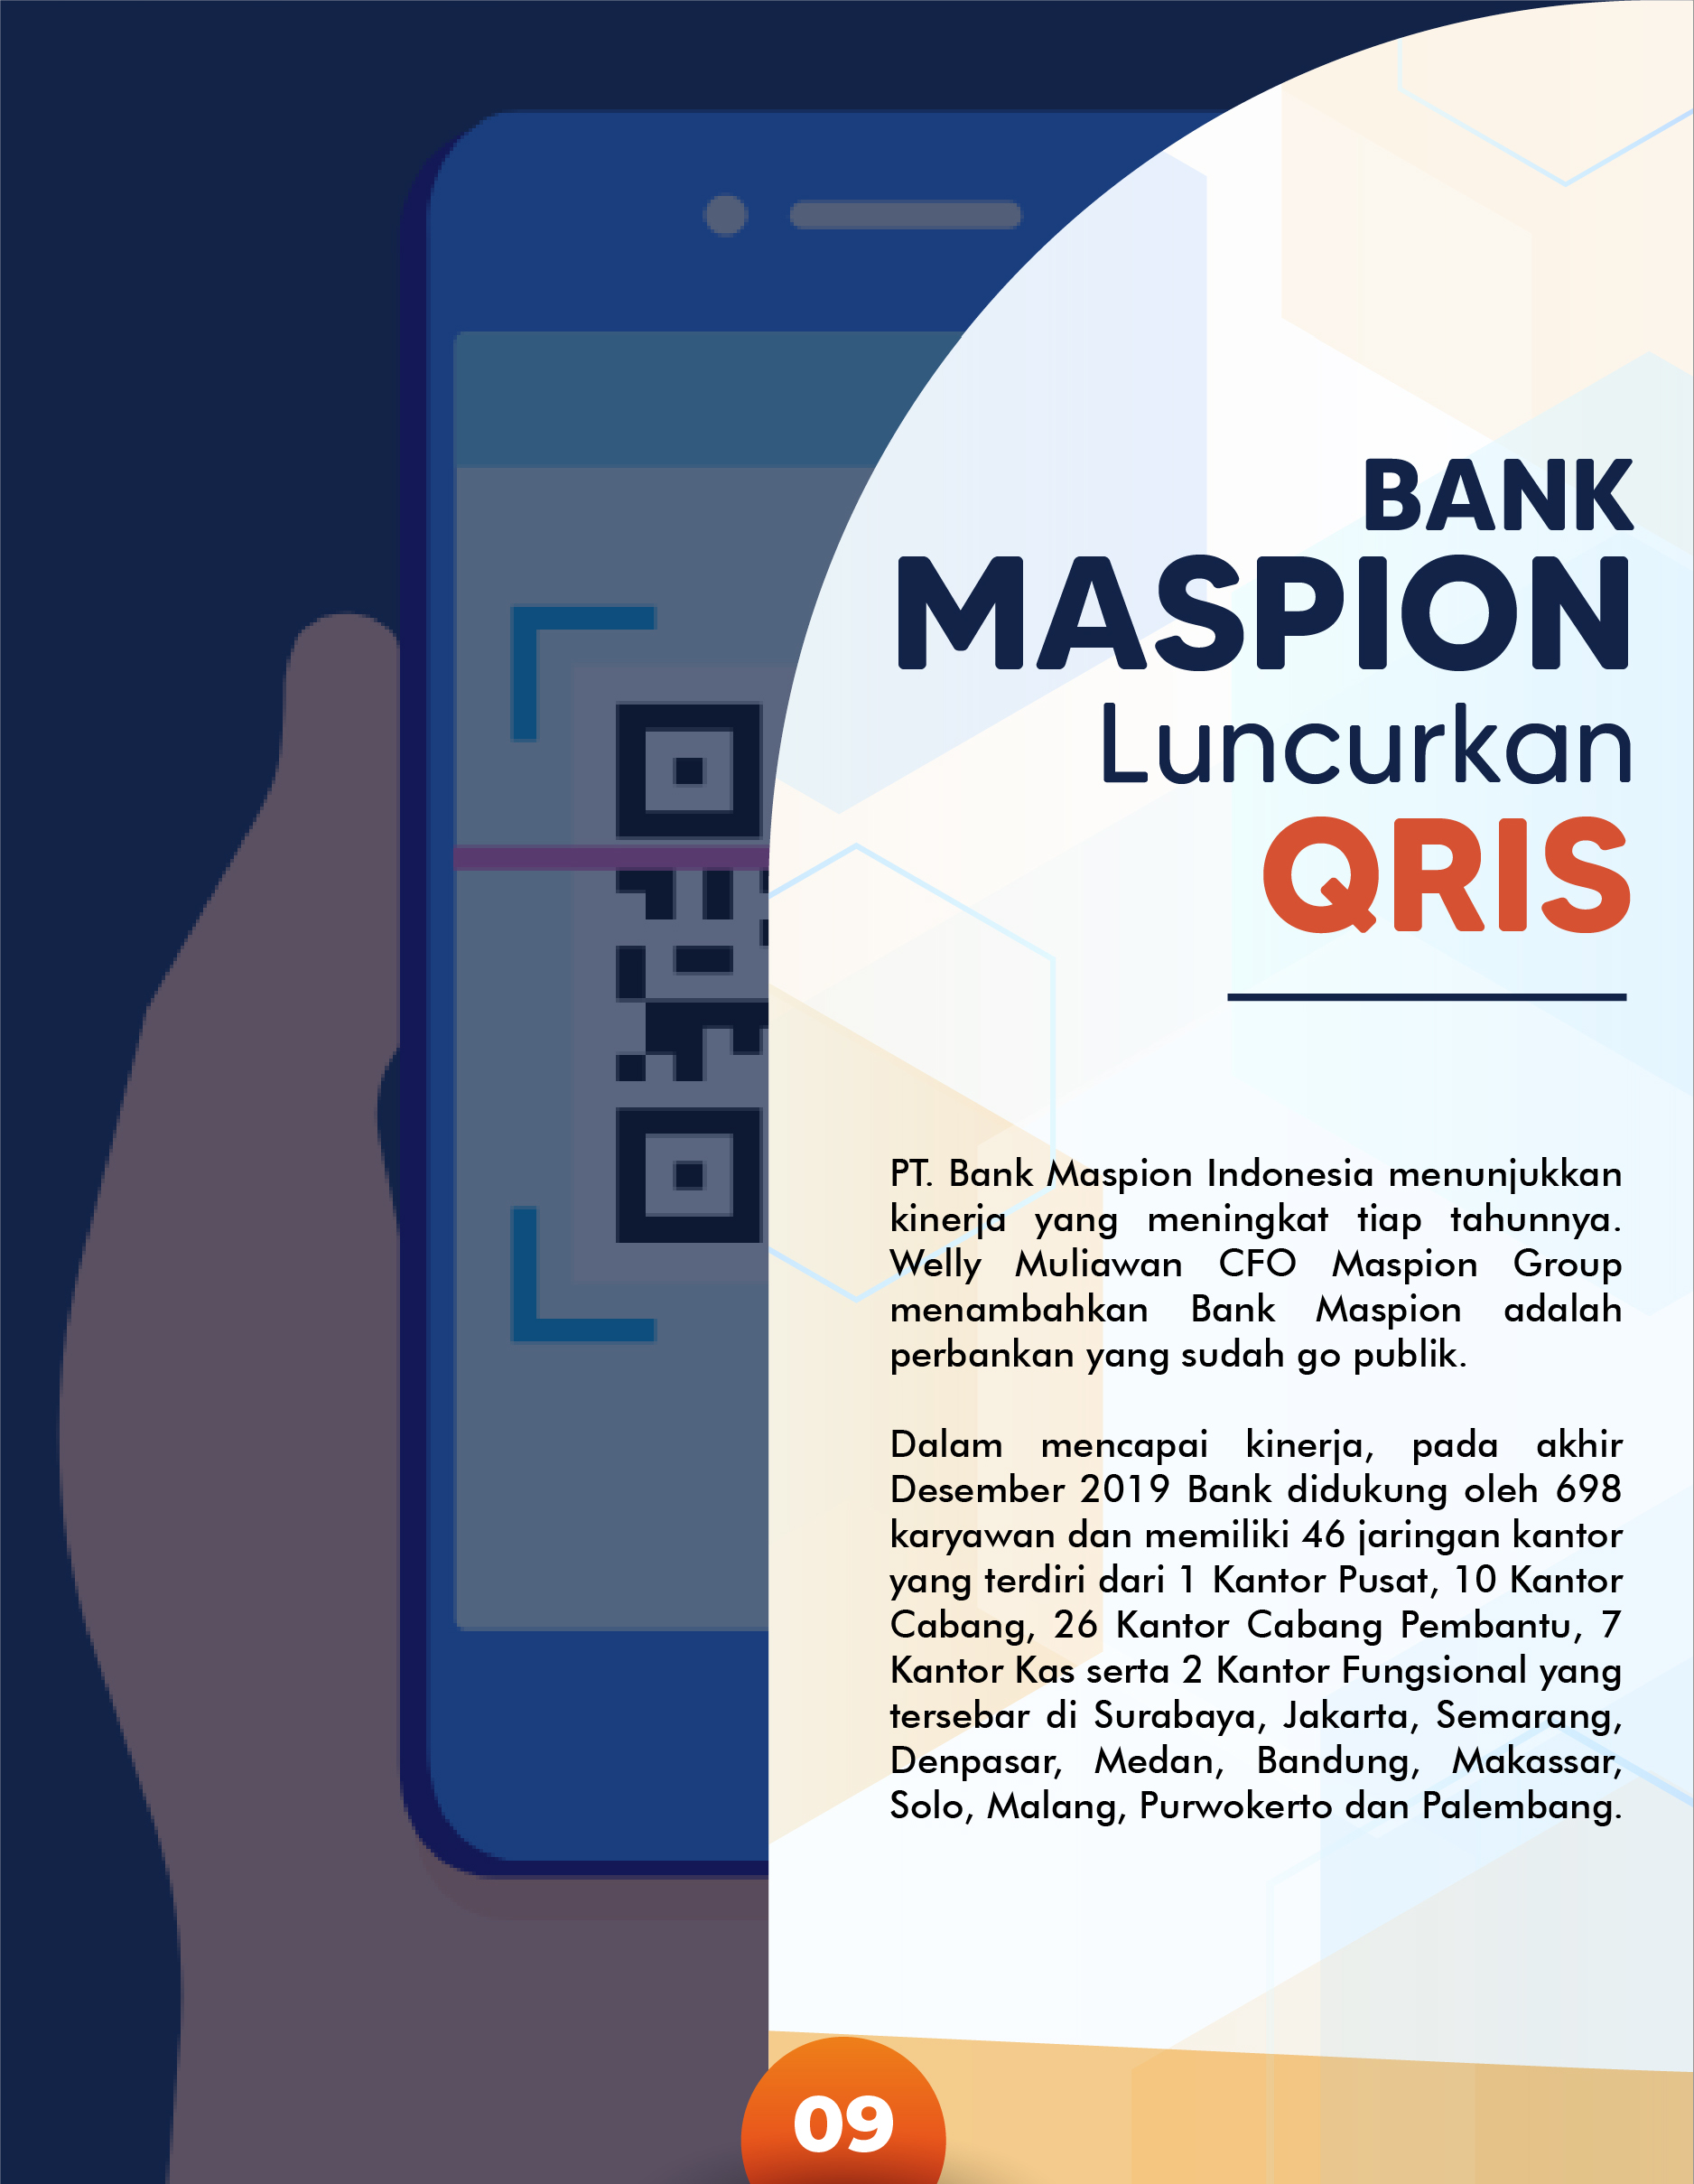 BANK
MASPION
Luncurkan
QRIS
PT. Bank Maspion Indonesia menunjukkan
kinerja yang meningkat tiap tahunnya.
Welly Muliawan CFO Maspion Group
menambahkan Bank Maspion adalah
perbankan yang sudah go publik.
Dalam mencapai kinerja, pada akhir
Desember 2019 Bank didukung oleh 698
karyawan dan memiliki 46 jaringan kantor
yang terdiri dari 1 Kantor Pusat, 10 Kantor
Cabang, 26 Kantor Cabang Pembantu, 7
Kantor Kas serta 2 Kantor Fungsional yang
tersebar di Surabaya, Jakarta, Semarang,
Denpasar, Medan, Bandung, Makassar,
Solo, Malang, Purwokerto dan Palembang.
09